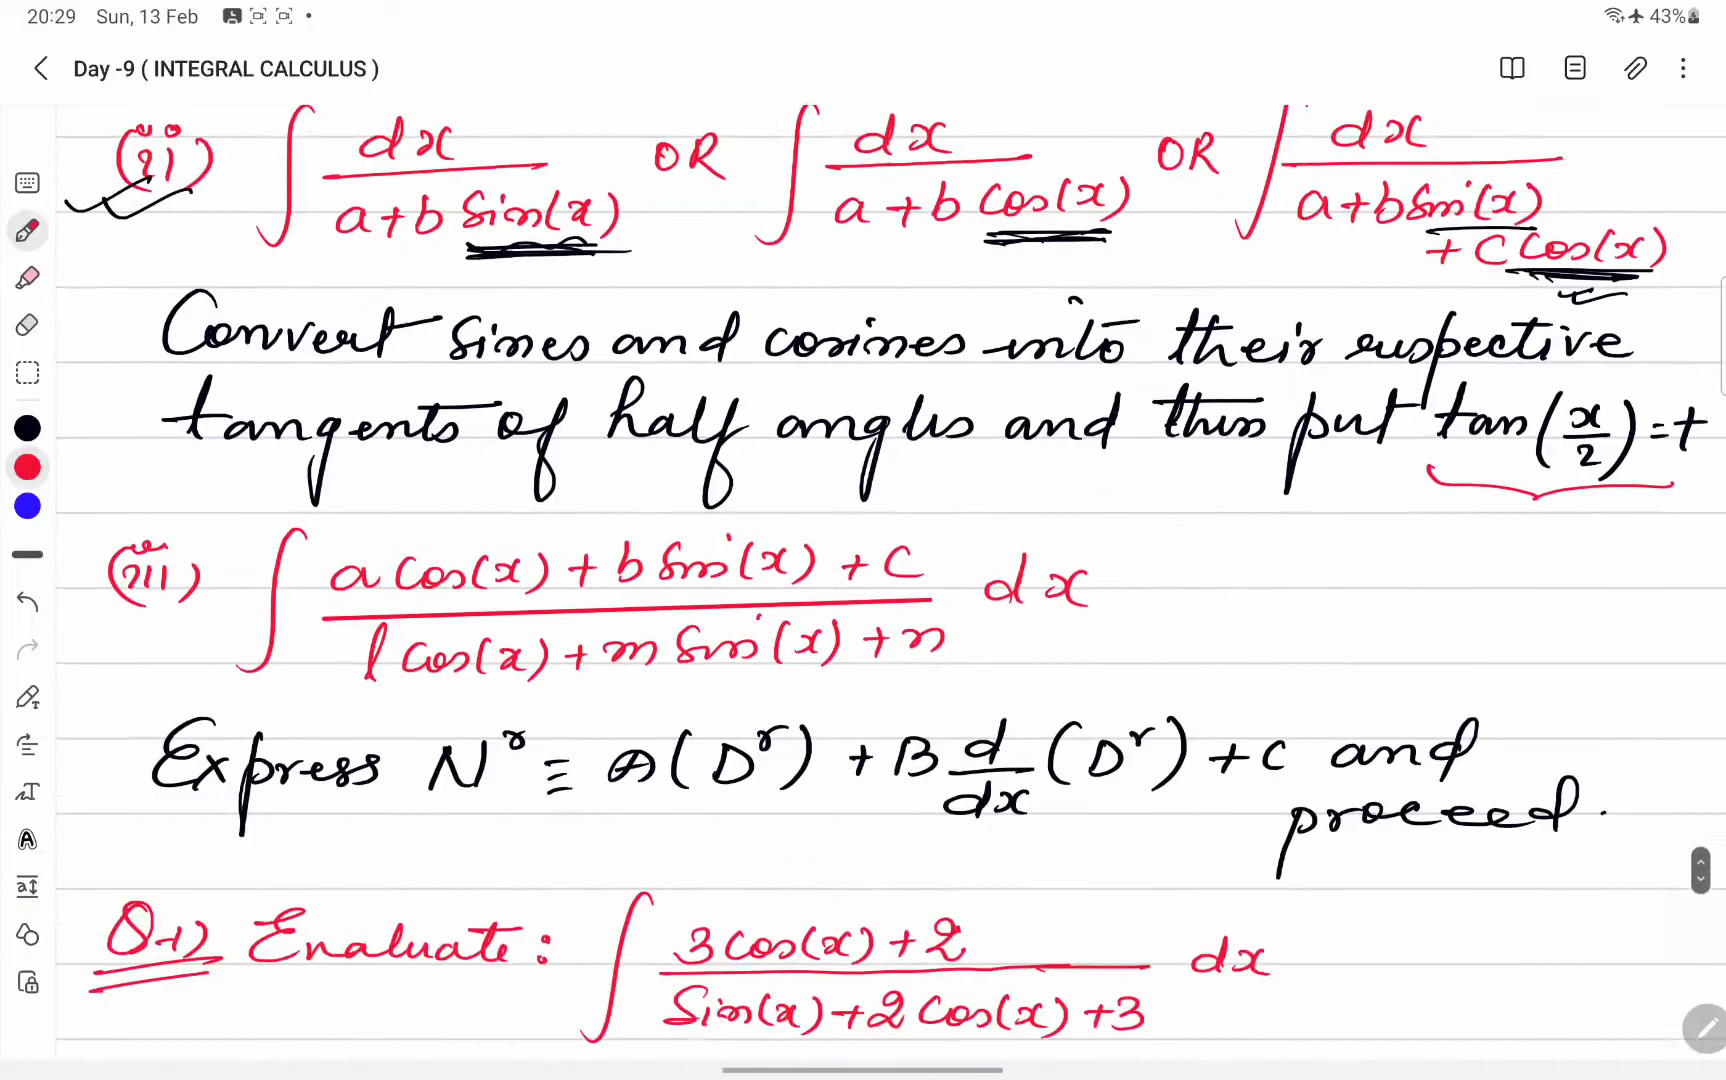 20:29 Sun, 13 Feb 43%
Day -9 ( INTEGRAL CALCULUS )
(ii) ∫ dx / (a + b Sin(x)) OR ∫ dx / (a + b Cos(x)) OR ∫ dx / (a + b Sin(x) + C Cos(x))
Convert Sines and cosines into their respective
tangents of half angles and then put tan(x/2) = t
(iii) ∫ (a Cos(x) + b Sin(x) + C) / (l Cos(x) + m Sin(x) + n) dx
Express Nʳ ≡ A(Dʳ) + B d/dx (Dʳ) + C and
proceed.
Q-1) Evaluate: ∫ (3 Cos(x) + 2) / (Sin(x) + 2 Cos(x) + 3) dx